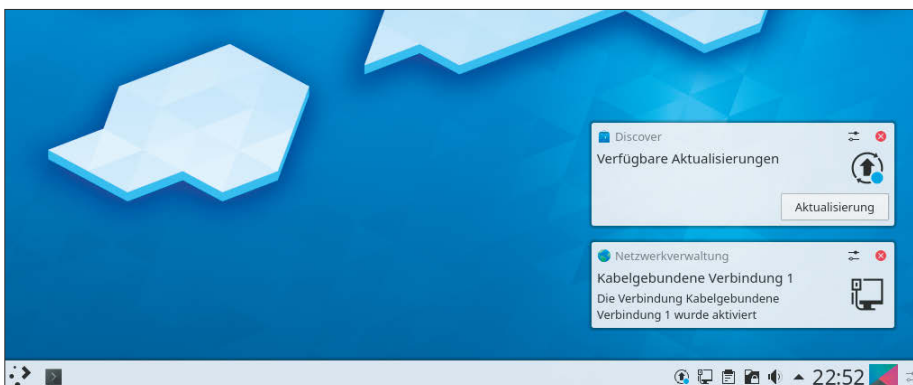 Discover
Verfügbare Aktualisierungen
Aktualisierung
Netzwerkverwaltung
Kabelgebundene Verbindung 1
Die Verbindung Kabelgebundene
Verbindung 1 wurde aktiviert
22:52